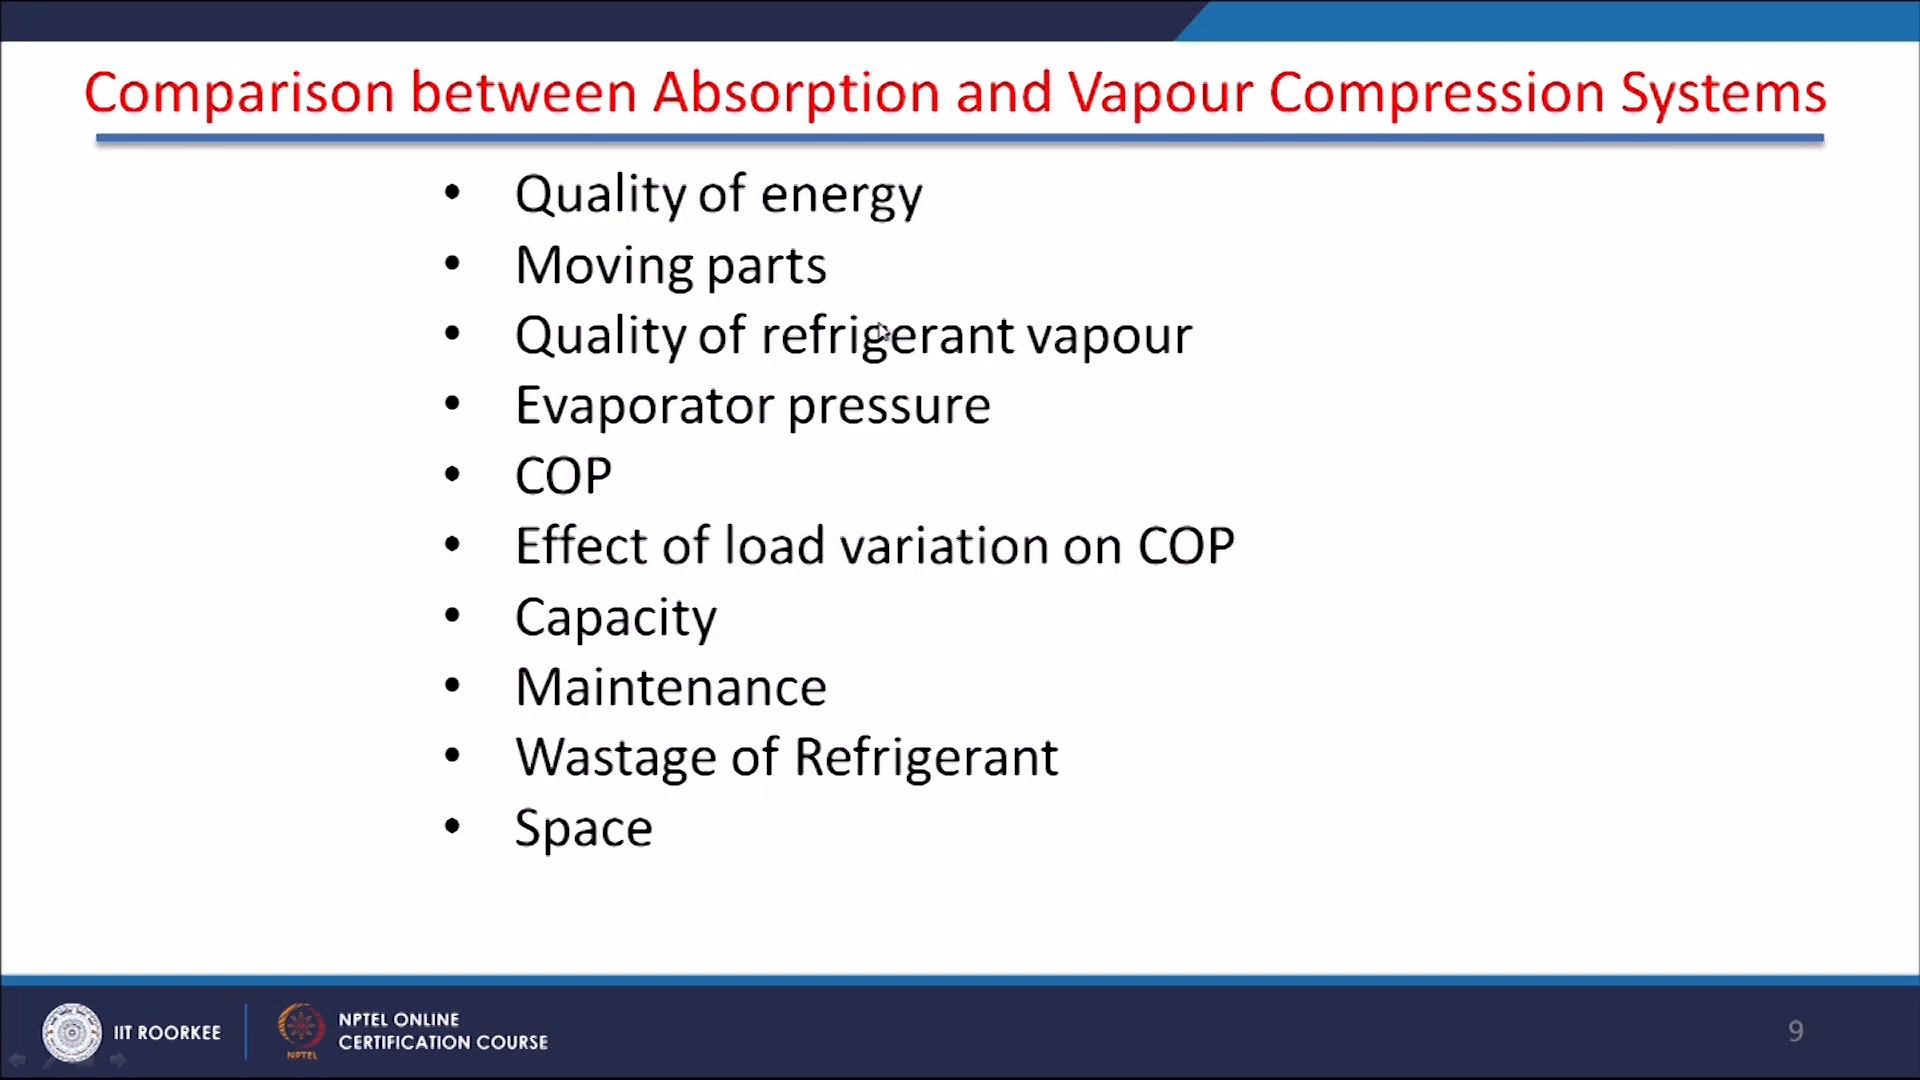 Comparison between Absorption and Vapour Compression Systems
• Quality of energy
• Moving parts
• Quality of refrigerant vapour
• Evaporator pressure
• COP
• Effect of load variation on COP
• Capacity
• Maintenance
• Wastage of Refrigerant
• Space
IIT ROORKEE
NPTEL
NPTEL ONLINE
CERTIFICATION COURSE
9